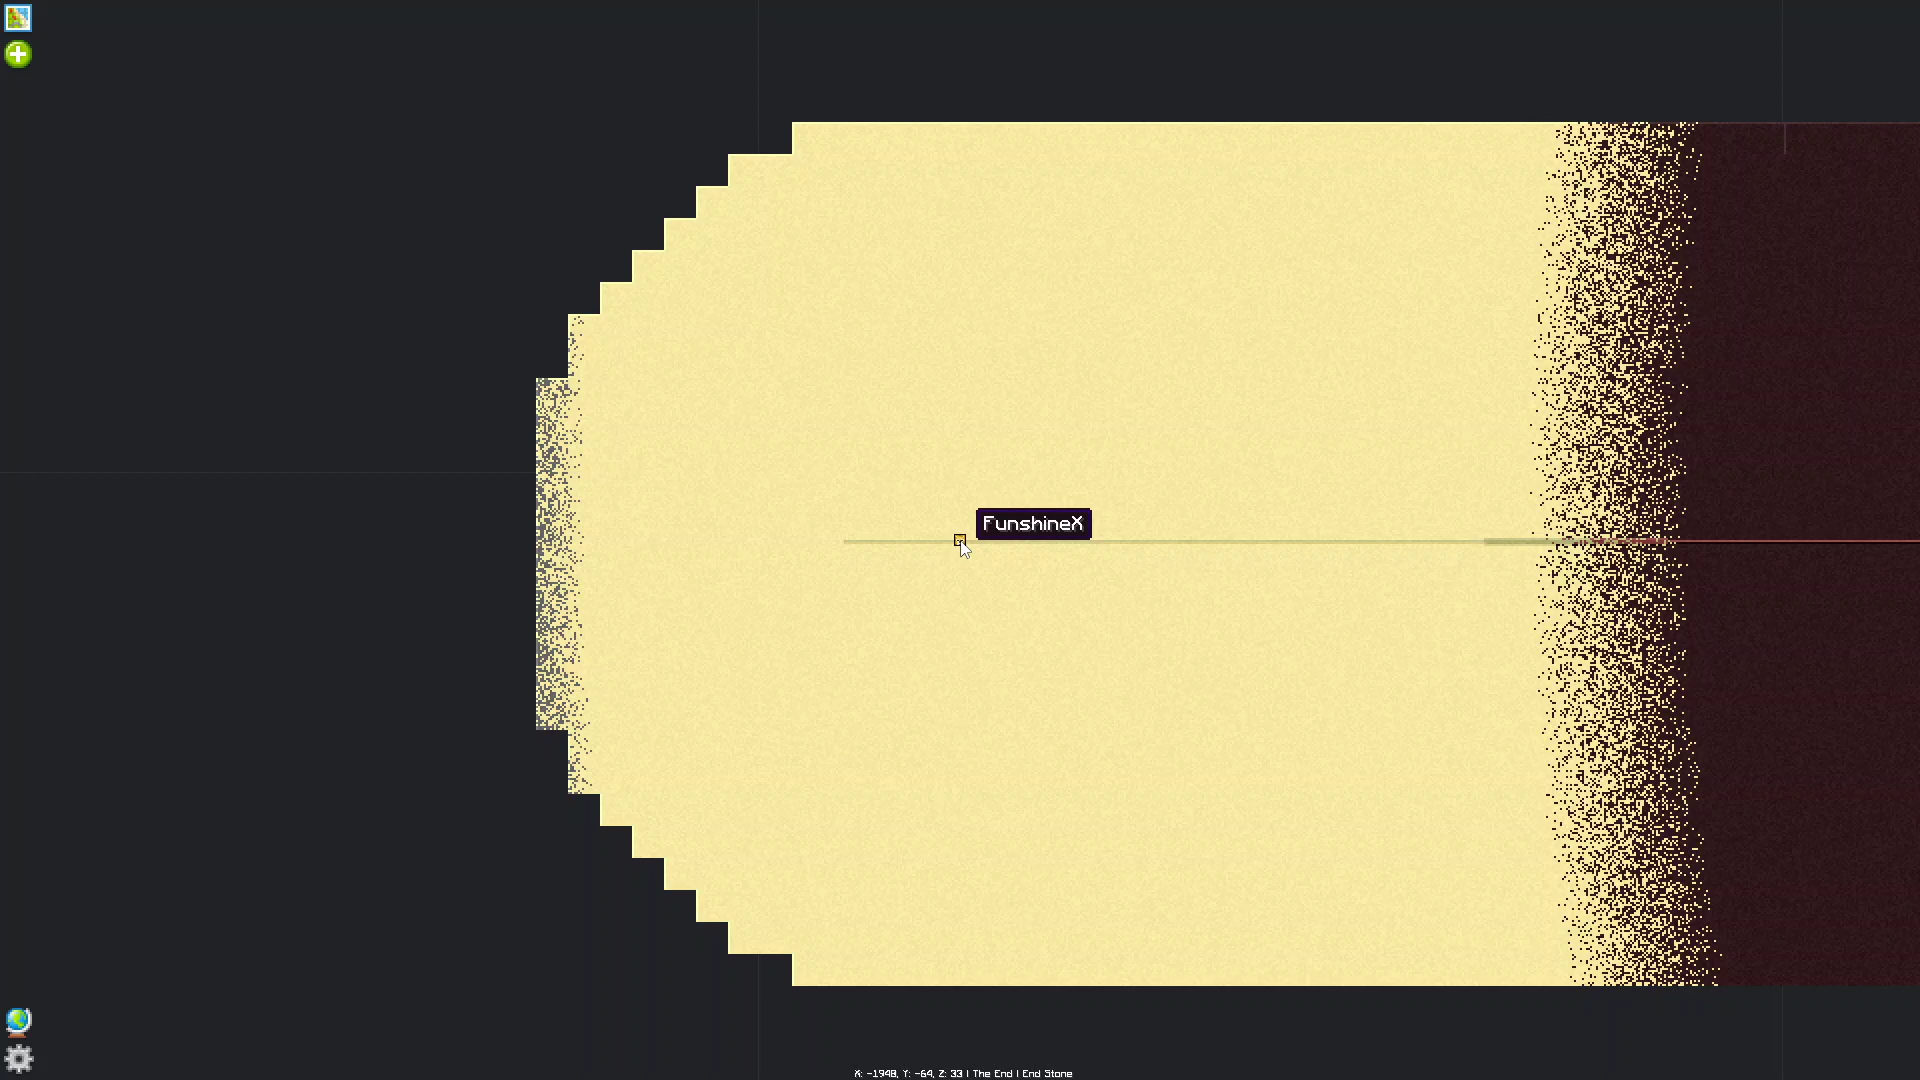 FunshineX
X: -1948, Y: -64, Z: 33 | The End | End Stone